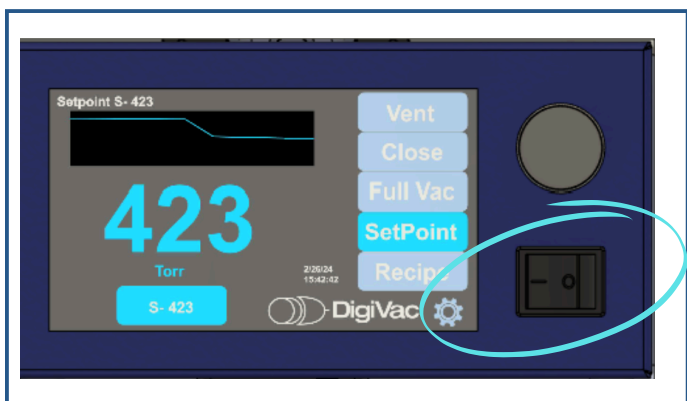 Setpoint S- 423
Vent
Close
Full Vac
423
SetPoint
Torr
2/26/24
15:42:42
Recipe
S- 423
DigiVac